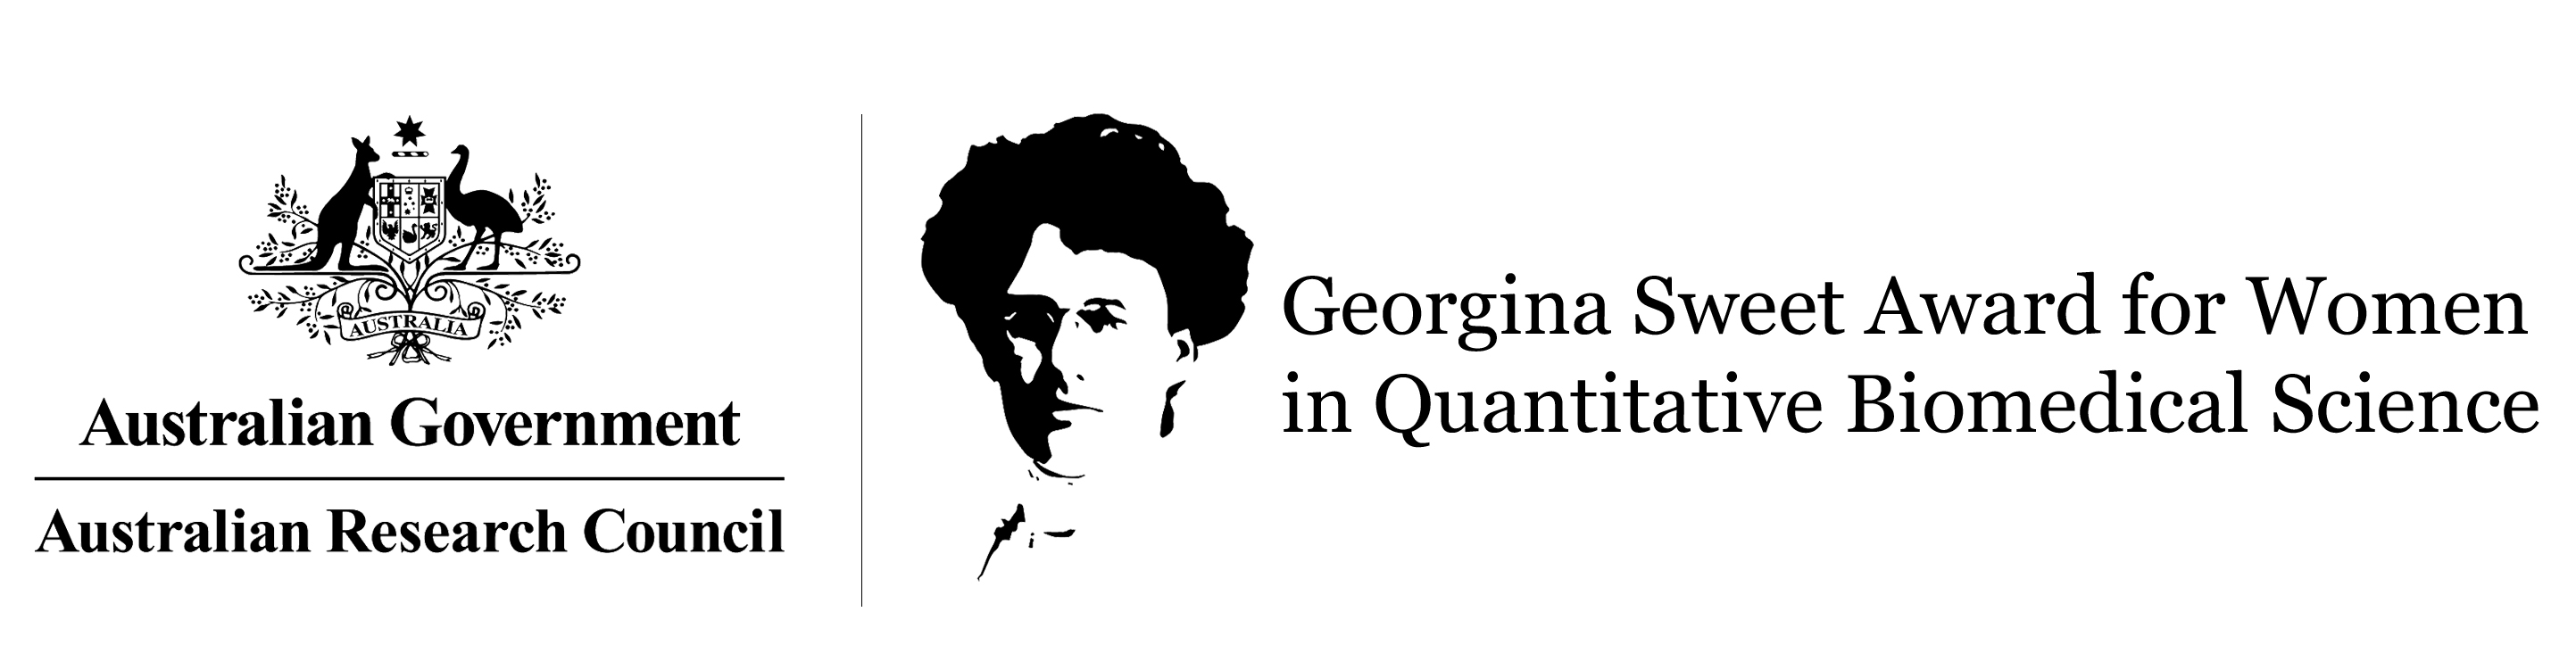 AUSTRALIA
Australian Government
Australian Research Council
Georgina Sweet Award for Women
in Quantitative Biomedical Science